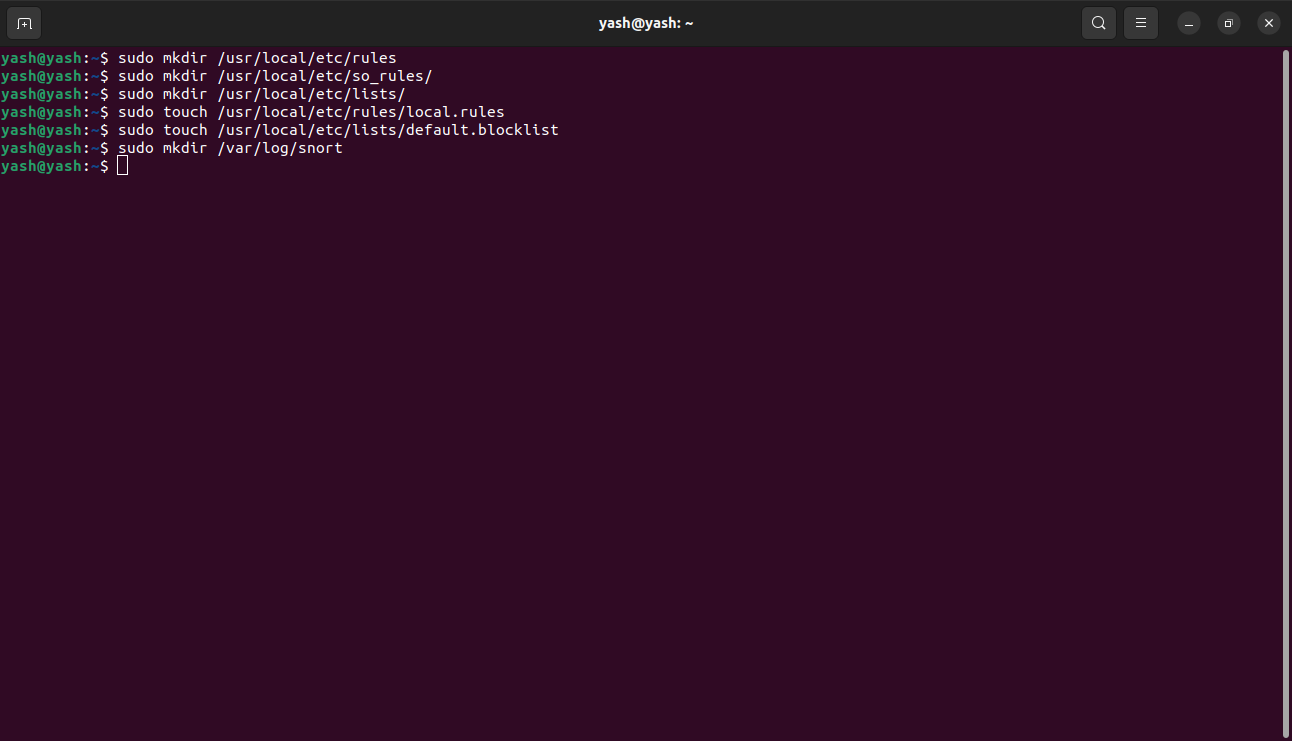 yash@yash: ~
yash@yash:~$ sudo mkdir /usr/local/etc/rules
yash@yash:~$ sudo mkdir /usr/local/etc/so_rules/
yash@yash:~$ sudo mkdir /usr/local/etc/lists/
yash@yash:~$ sudo touch /usr/local/etc/rules/local.rules
yash@yash:~$ sudo touch /usr/local/etc/lists/default.blocklist
yash@yash:~$ sudo mkdir /var/log/snort
yash@yash:~$